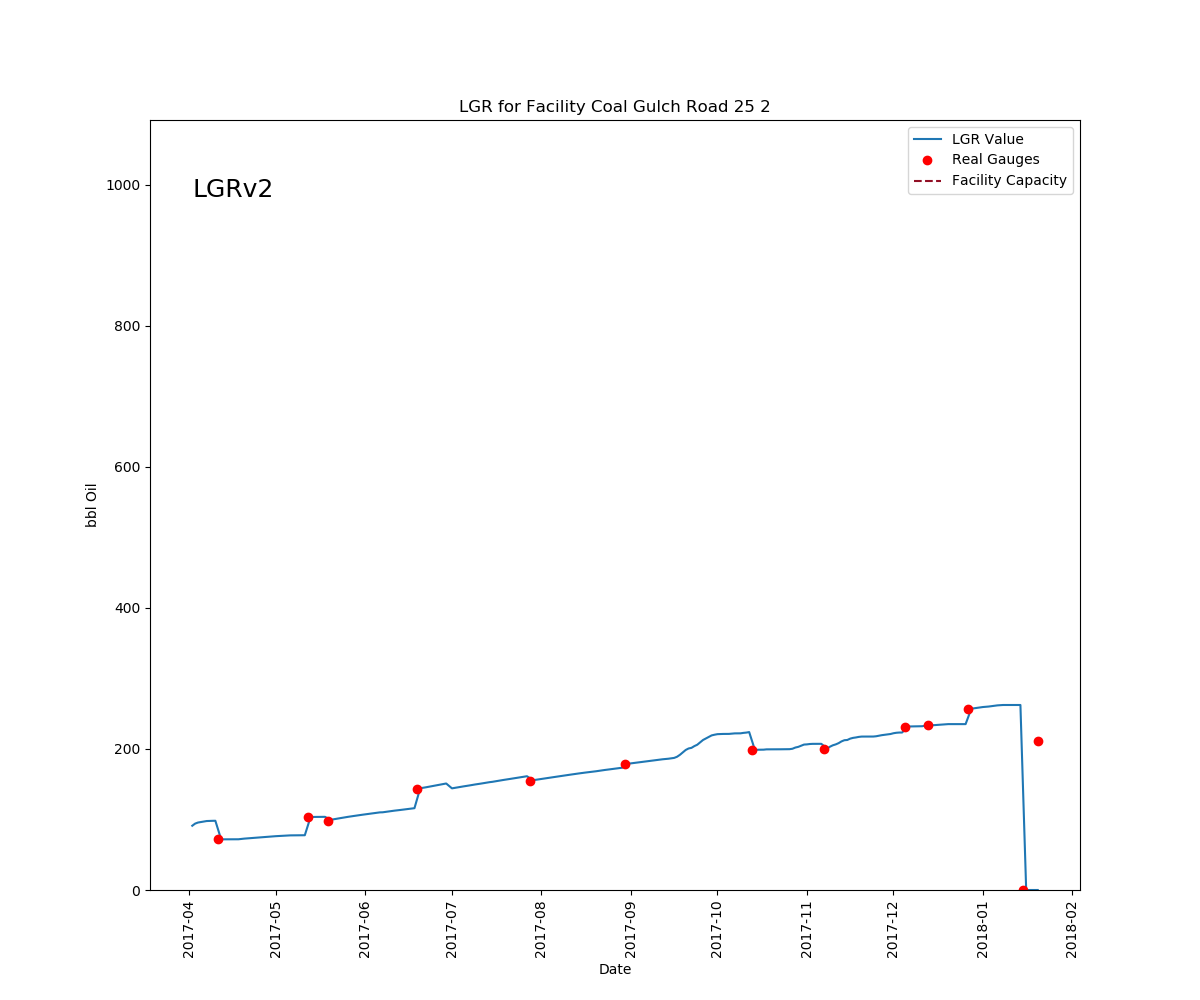 LGR for Facility Coal Gulch Road 25 2
LGRv2
LGR Value
Real Gauges
Facility Capacity
1000
800
600
400
200
0
bbl Oil
2017-04
2017-05
2017-06
2017-07
2017-08
2017-09
2017-10
2017-11
2017-12
2018-01
2018-02
Date